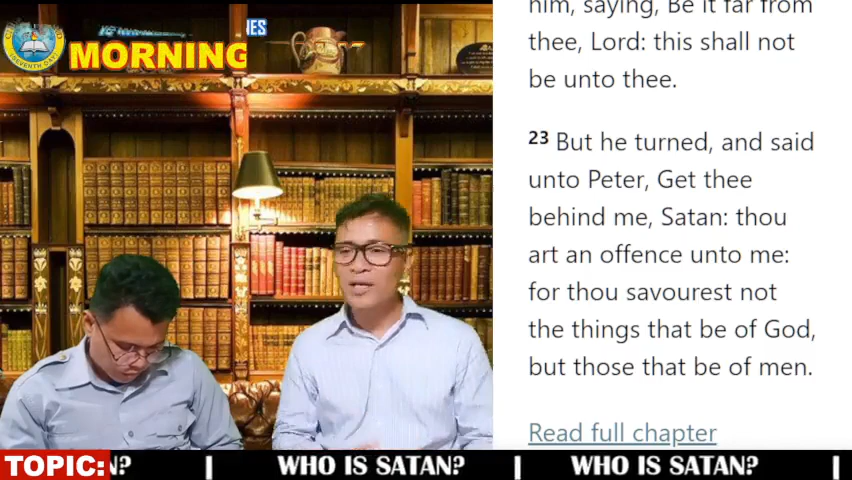 MORNING
NES
him, saying, Be it far from
thee, Lord: this shall not
be unto thee.
23 But he turned, and said
unto Peter, Get thee
behind me, Satan: thou
art an offence unto me:
for thou savourest not
the things that be of God,
but those that be of men.
Read full chapter
TOPIC: N? | WHO IS SATAN? | WHO IS SATAN? |